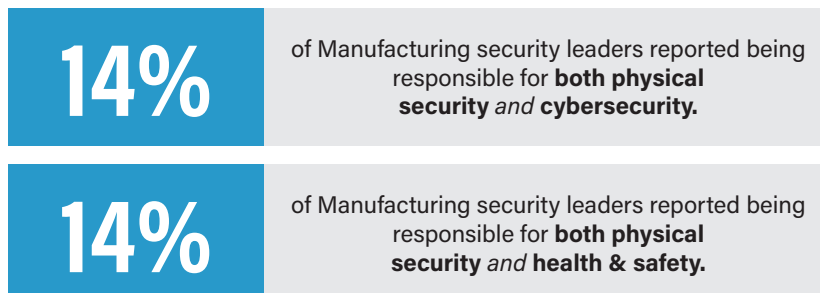 14%
of Manufacturing security leaders reported being
responsible for both physical
security and cybersecurity.
14%
of Manufacturing security leaders reported being
responsible for both physical
security and health & safety.